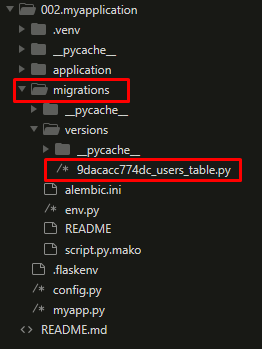 002.myapplication
.venv
__pycache__
application
migrations
__pycache__
versions
__pycache__
/* 9dacacc774dc_users_table.py
alembic.ini
/* env.py
README
script.py.mako
.flaskenv
/* config.py
/* myapp.py
<> README.md